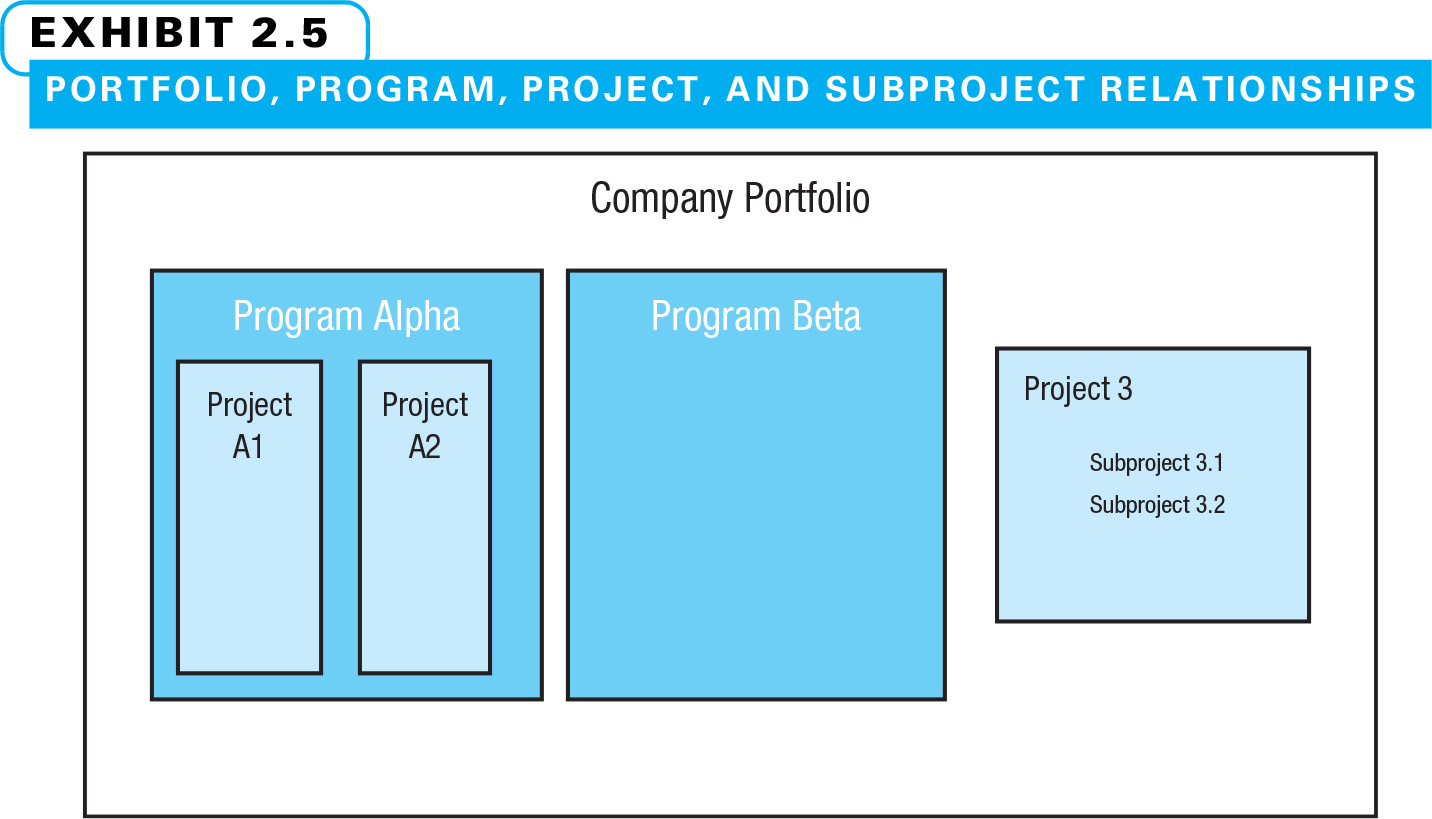 EXHIBIT 2.5
PORTFOLIO, PROGRAM, PROJECT, AND SUBPROJECT RELATIONSHIPS
Company Portfolio
Program Alpha
Project
A1
Project
A2
Program Beta
Project 3
Subproject 3.1
Subproject 3.2